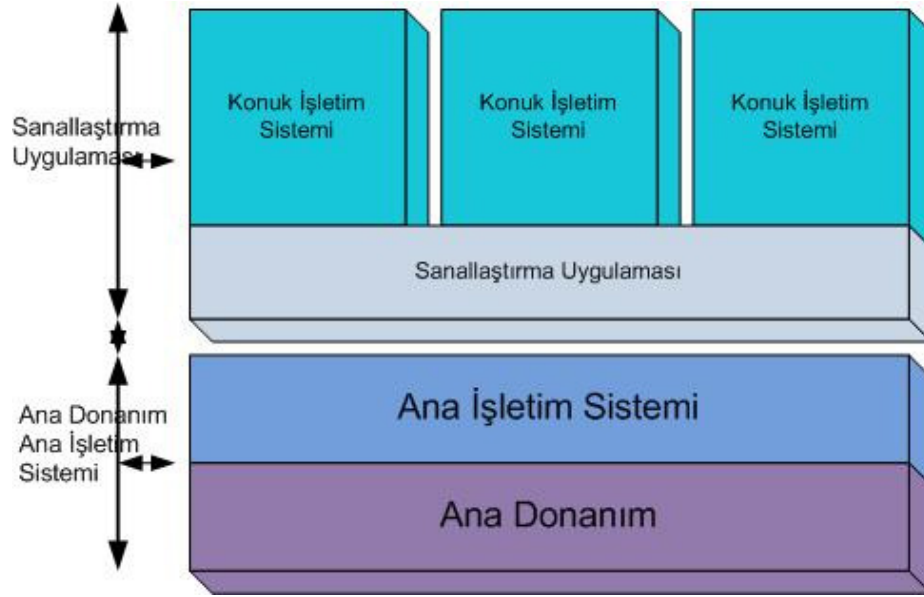 Sanallaştırma
Uygulaması
Konuk İşletim
Sistemi
Konuk İşletim
Sistemi
Konuk İşletim
Sistemi
Sanallaştırma Uygulaması
Ana Donanım
Ana İşletim
Sistemi
Ana İşletim Sistemi
Ana Donanım